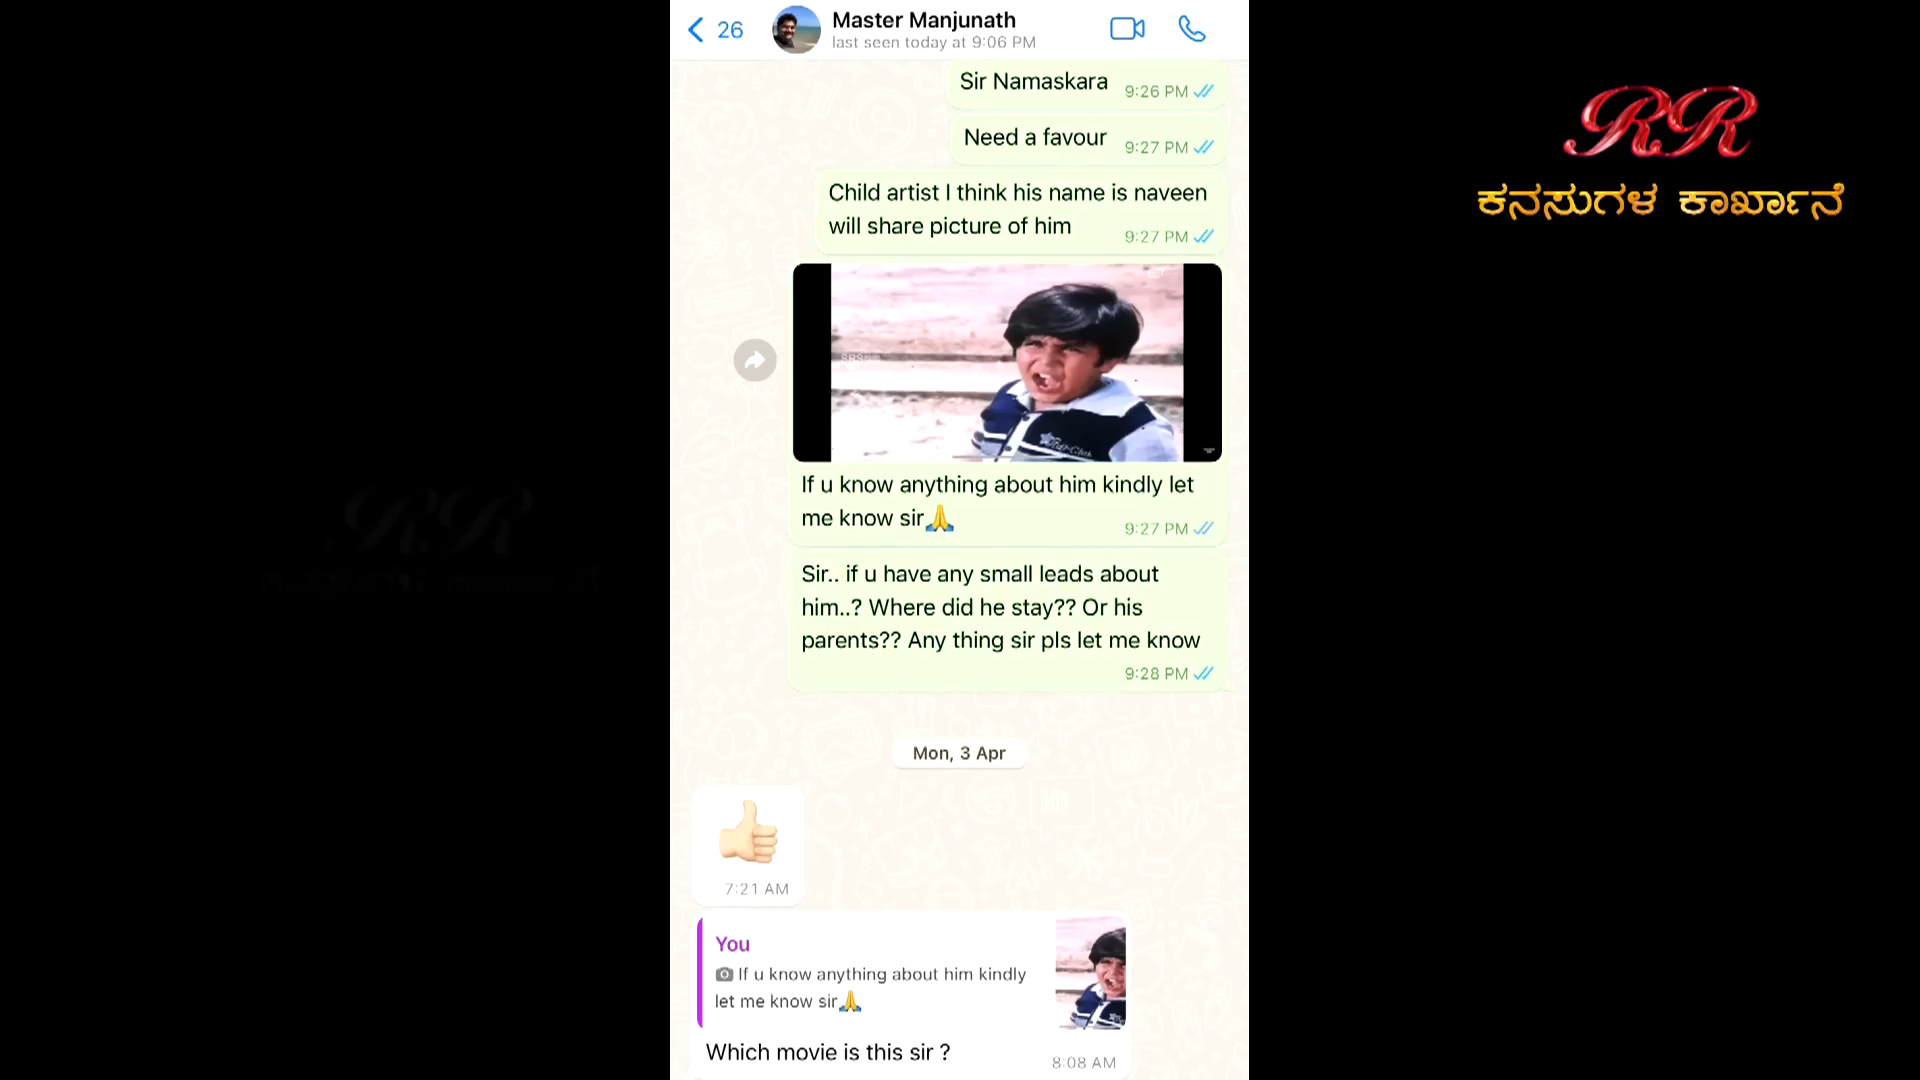 26
Master Manjunath
last seen today at 9:06 PM
RR
ಕನಸುಗಳ ಕಾರ್ಖಾನೆ
Sir Namaskara
9:26 PM
Need a favour
9:27 PM
Child artist I think his name is naveen
will share picture of him
9:27 PM
If u know anything about him kindly let
me know sir🙏
9:27 PM
Sir.. if u have any small leads about
him..? Where did he stay?? Or his
parents?? Any thing sir pls let me know
9:28 PM
Mon, 3 Apr
👍🏻
7:21 AM
You
If u know anything about him kindly
let me know sir🙏
Which movie is this sir ?
8:08 AM